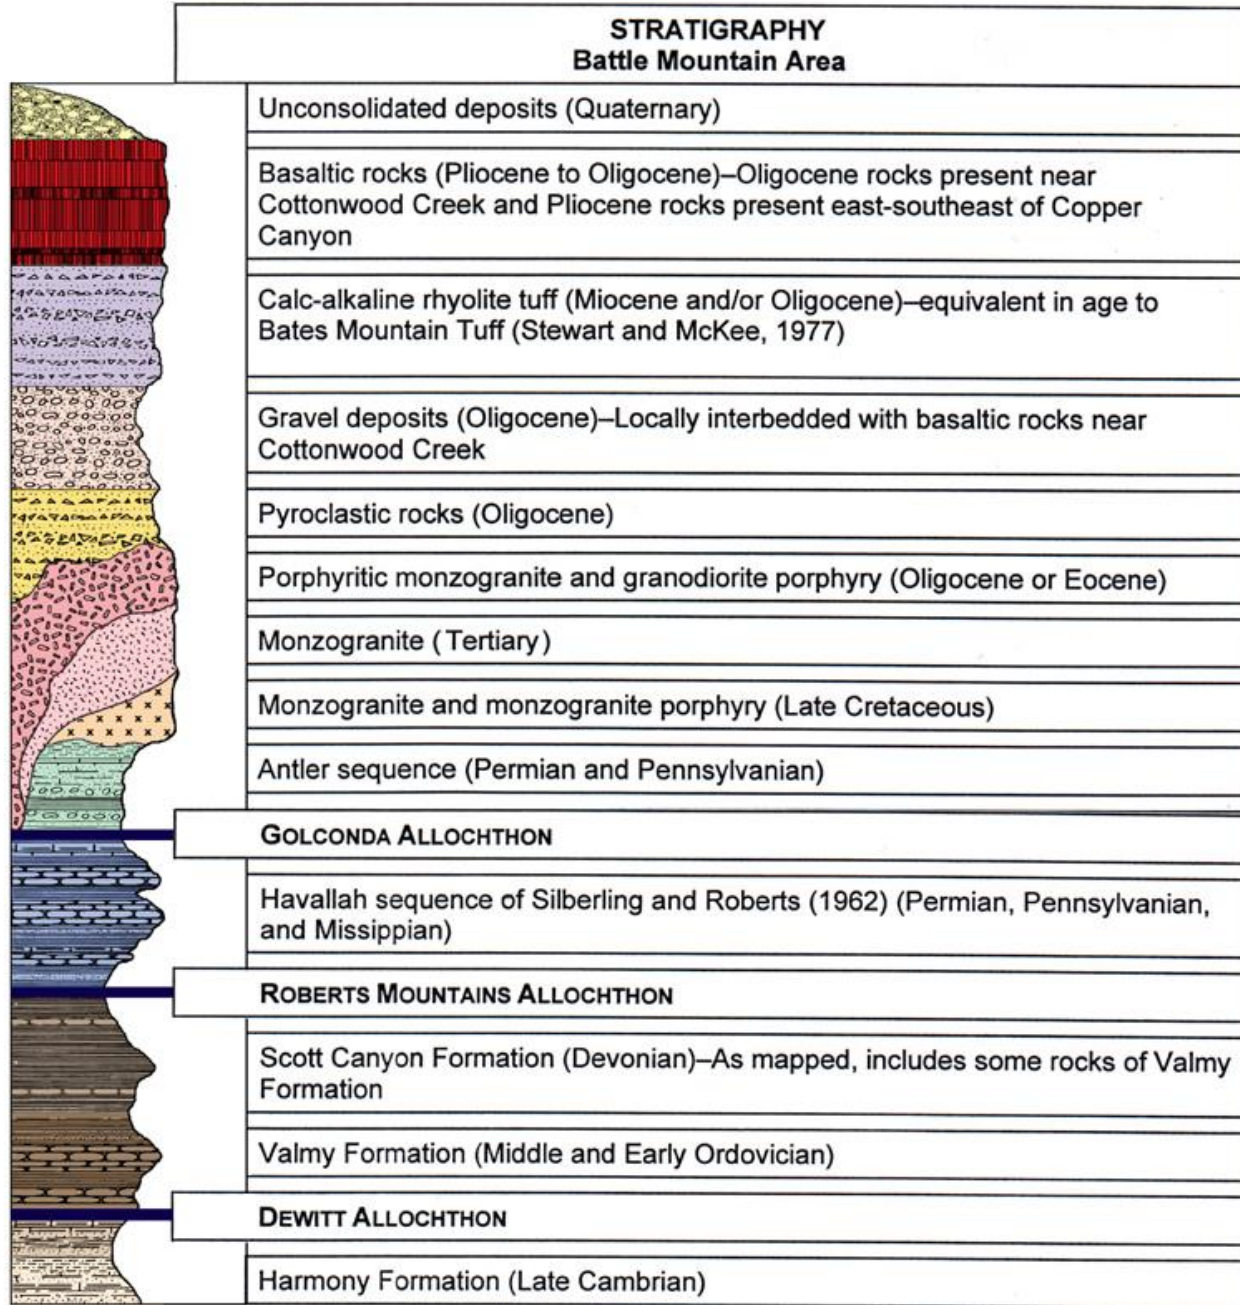 STRATIGRAPHY
Battle Mountain Area
Unconsolidated deposits (Quaternary)
Basaltic rocks (Pliocene to Oligocene)–Oligocene rocks present near
Cottonwood Creek and Pliocene rocks present east-southeast of Copper
Canyon
Calc-alkaline rhyolite tuff (Miocene and/or Oligocene)–equivalent in age to
Bates Mountain Tuff (Stewart and McKee, 1977)
Gravel deposits (Oligocene)–Locally interbedded with basaltic rocks near
Cottonwood Creek
Pyroclastic rocks (Oligocene)
Porphyritic monzogranite and granodiorite porphyry (Oligocene or Eocene)
Monzogranite (Tertiary)
Monzogranite and monzogranite porphyry (Late Cretaceous)
Antler sequence (Permian and Pennsylvanian)
GOLCONDA ALLOCHTHON
Havallah sequence of Silberling and Roberts (1962) (Permian, Pennsylvanian,
and Missippian)
ROBERTS MOUNTAINS ALLOCHTHON
Scott Canyon Formation (Devonian)–As mapped, includes some rocks of Valmy
Formation
Valmy Formation (Middle and Early Ordovician)
DEWITT ALLOCHTHON
Harmony Formation (Late Cambrian)